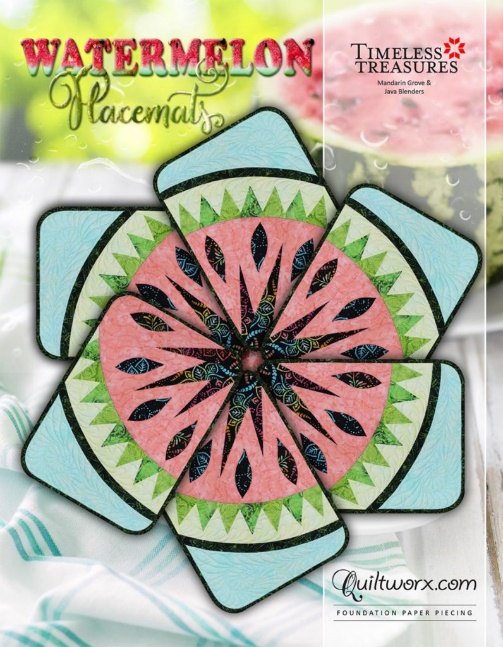 WATERMELON
Placemats
TIMELESS
TREASURES
Mandarin Grove &
Java Blenders
Quiltworx.com
FOUNDATION PAPER PIECING